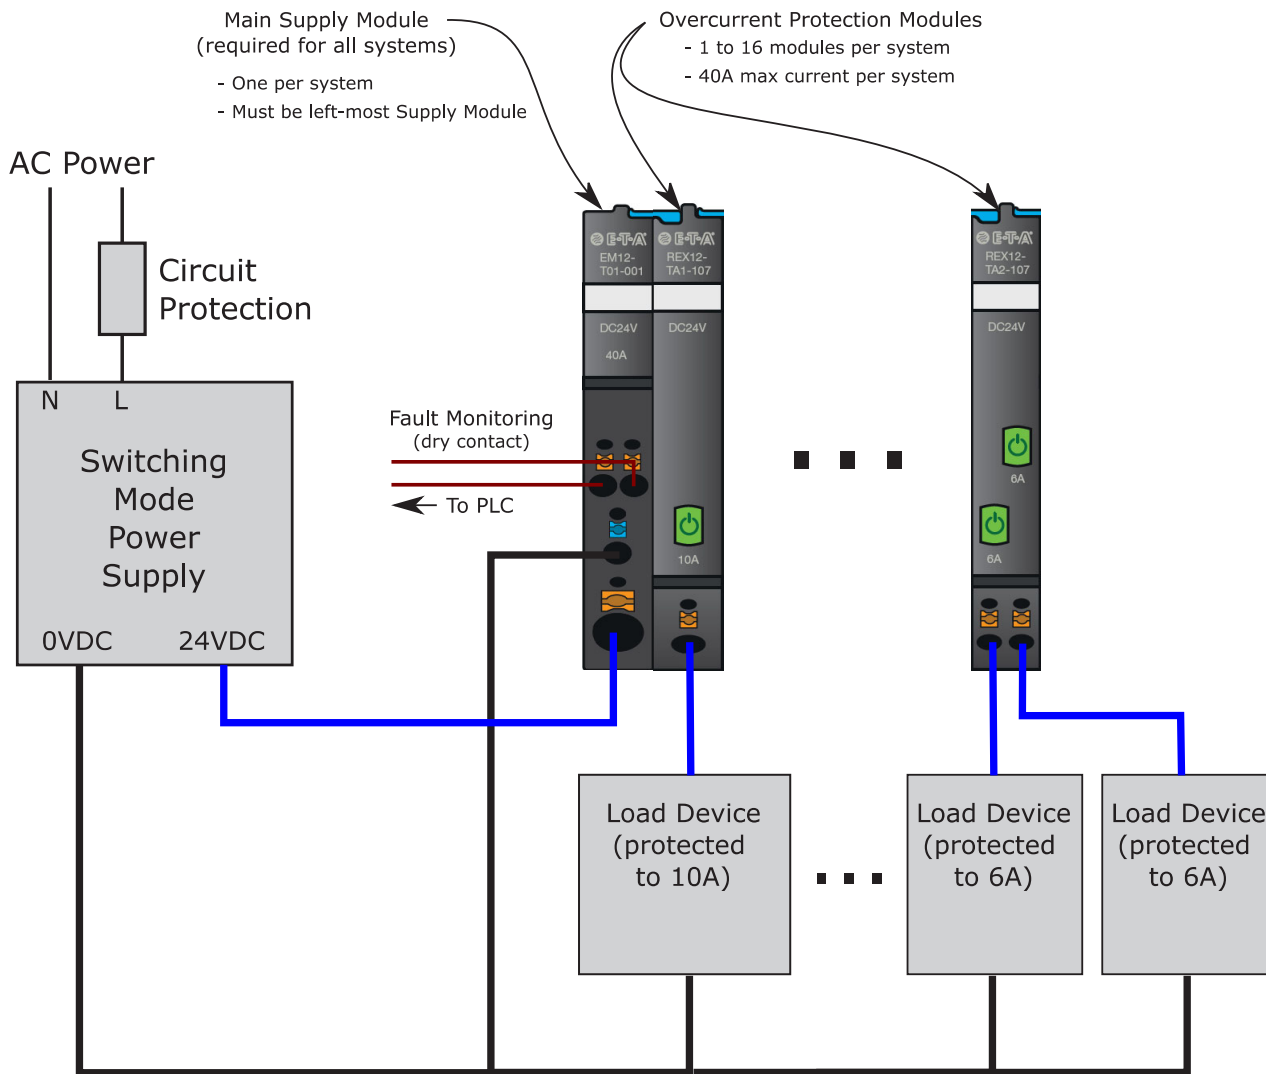 Main Supply Module
(required for all systems)
- One per system
- Must be left-most Supply Module
Overcurrent Protection Modules
- 1 to 16 modules per system
- 40A max current per system
AC Power
Circuit
Protection
N L
Switching
Mode
Power
Supply
0VDC 24VDC
Fault Monitoring
(dry contact)
To PLC
E-T-A
EM12-
T01-001
DC24V
40A
E-T-A
REX12-
TA1-107
DC24V
10A
E-T-A
REX12-
TA2-107
DC24V
6A
6A
Load Device
(protected
to 10A)
Load Device
(protected
to 6A)
Load Device
(protected
to 6A)